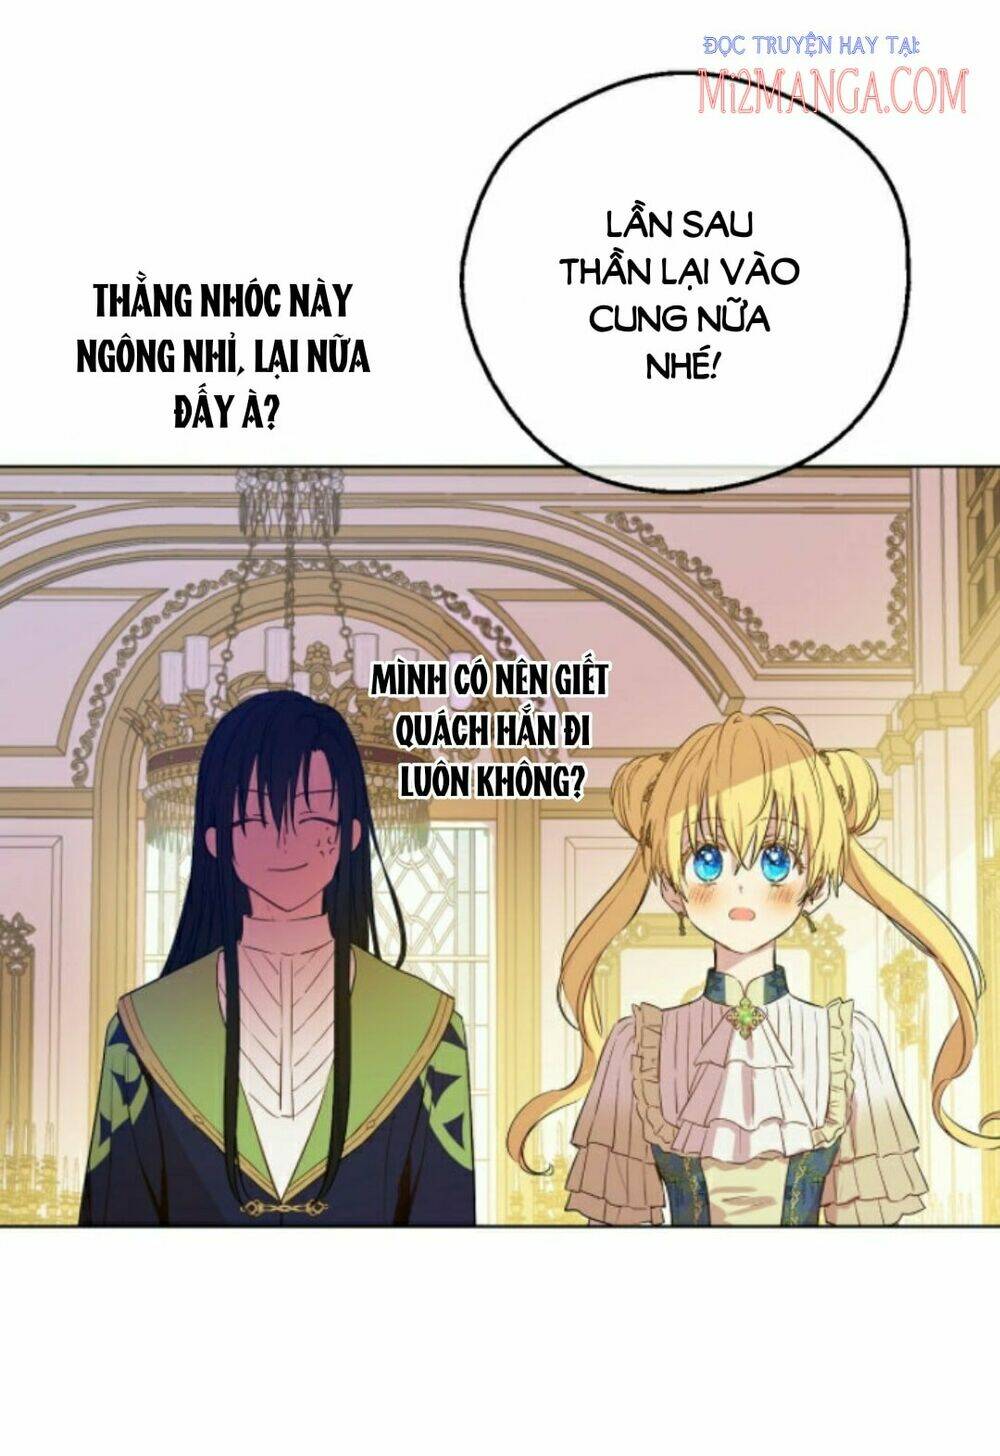 ĐỌC TRUYỆN HAY TẠI:
MI2MANGA.COM
LẦN SAU
THẦN LẠI VÀO
CUNG NỮA
NHÉ!
THẰNG NHÓC NÀY
NGÔNG NHỈ, LẠI NỮA
ĐẤY À?
MÌNH CÓ NÊN GIẾT
QUÁCH HẮN ĐI
LUÔN KHÔNG?